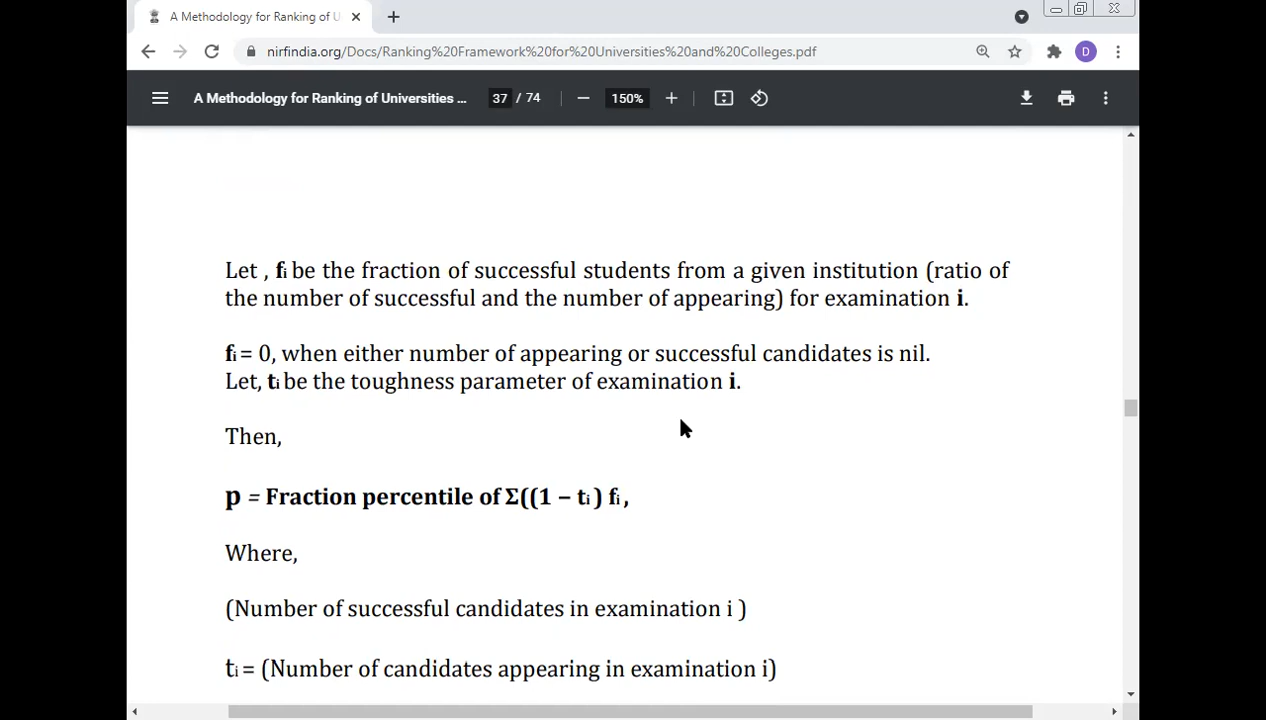 A Methodology for Ranking of U
nirfindia.org/Docs/Ranking%20Framework%20for%20Universities%20and%20Colleges.pdf
D
A Methodology for Ranking of Universities ...
37 / 74
150%
Let , fi be the fraction of successful students from a given institution (ratio of
the number of successful and the number of appearing) for examination i.
fi = 0, when either number of appearing or successful candidates is nil.
Let, ti be the toughness parameter of examination i.
Then,
p = Fraction percentile of Σ((1 – ti ) fi ,
Where,
(Number of successful candidates in examination i )
ti = (Number of candidates appearing in examination i)